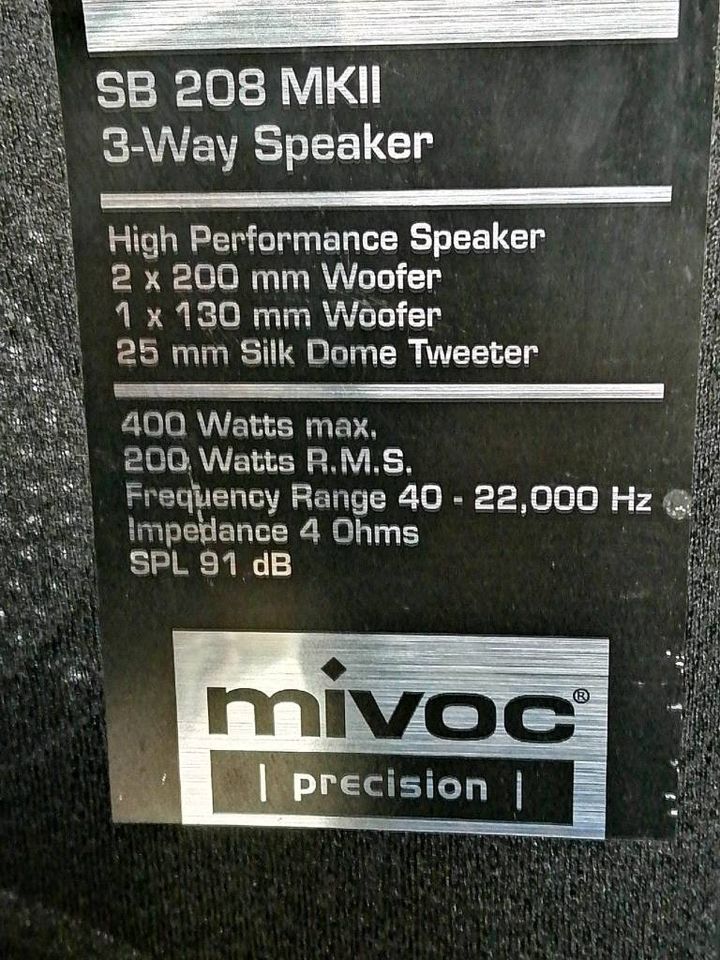 SB 208 MKII
3-Way Speaker
High Performance Speaker
2 x 200 mm Woofer
1 x 130 mm Woofer
25 mm Silk Dome Tweeter
400 Watts max.
200 Watts R.M.S.
Frequency Range 40 - 22,000 Hz
Impedance 4 Ohms
SPL 91 dB
mivoc®
| precision |